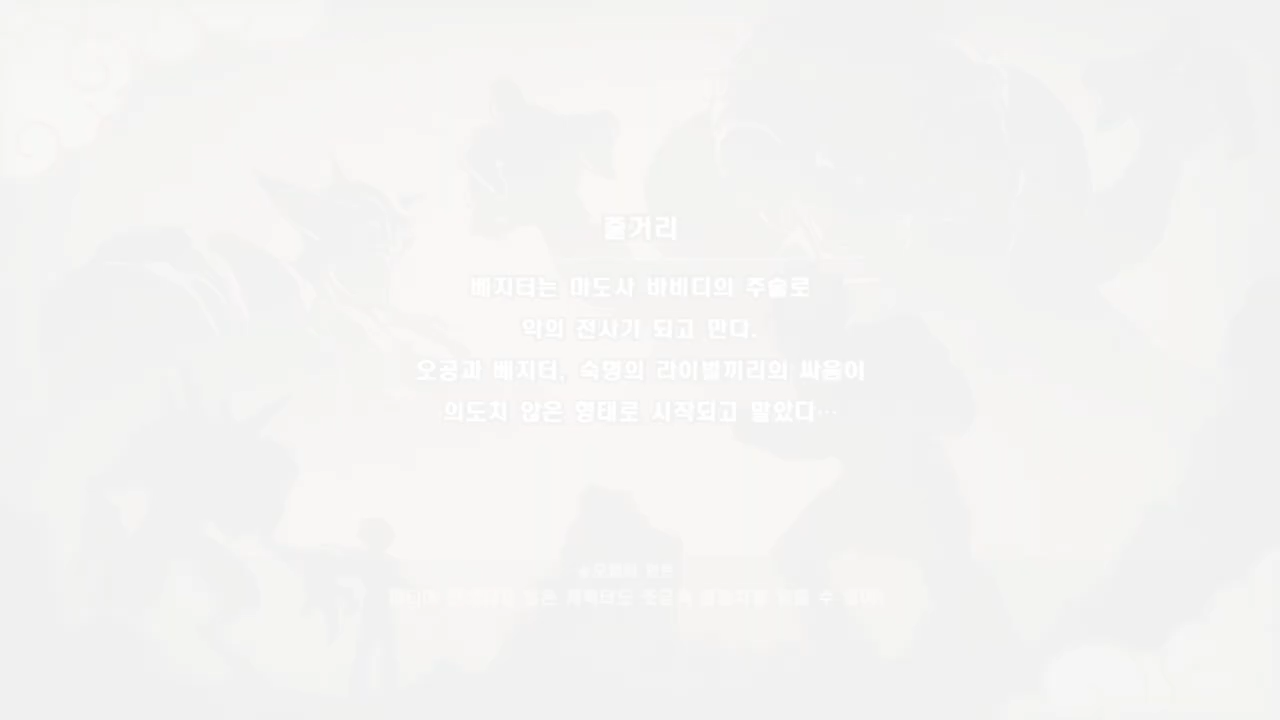 줄거리
베지터는 마도사 바비디의 주술로
악의 전사가 되고 만다.
오공과 베지터, 숙명의 라이벌끼리의 싸움이
의도치 않은 형태로 시작되고 말았다…
수 있다